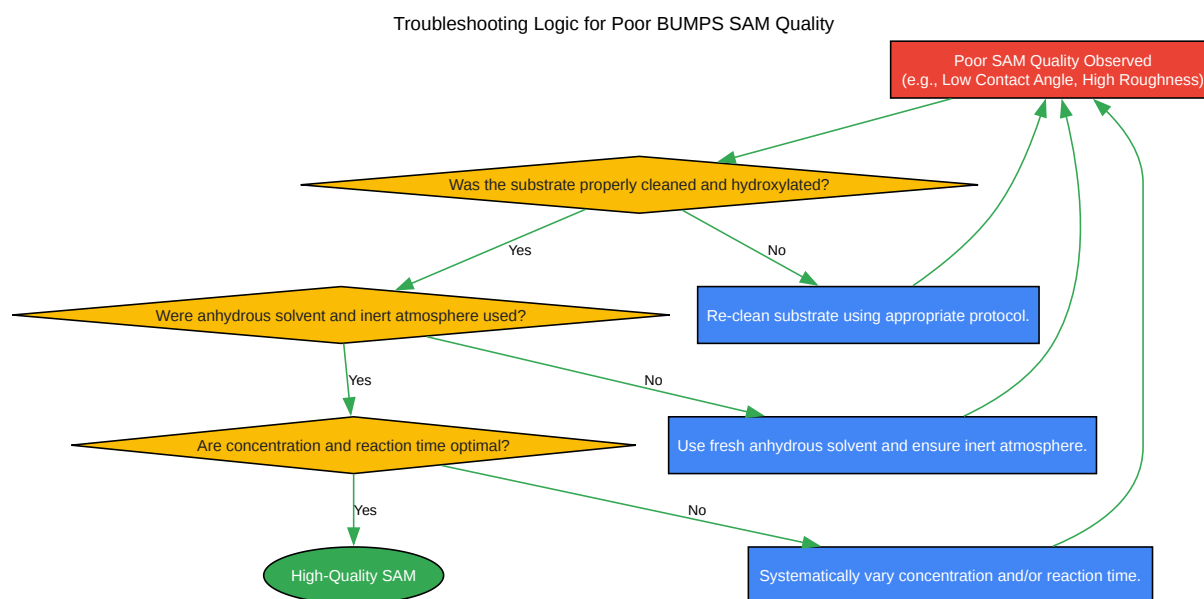 Troubleshooting Logic for Poor BUMPS SAM Quality
Poor SAM Quality Observed
(e.g., Low Contact Angle, High Roughness)
Was the substrate properly cleaned and hydroxylated?
Yes
No
Were anhydrous solvent and inert atmosphere used?
Re-clean substrate using appropriate protocol.
Yes
No
Are concentration and reaction time optimal?
Use fresh anhydrous solvent and ensure inert atmosphere.
Yes
No
High-Quality SAM
Systematically vary concentration and/or reaction time.